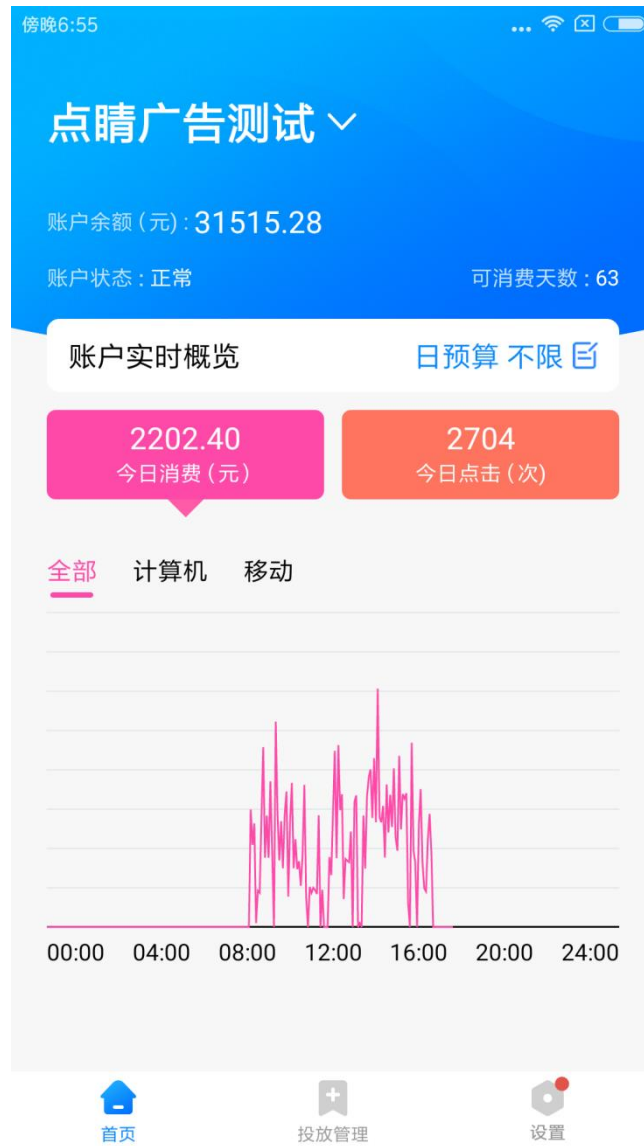 傍晚6:55
点睛广告测试
账户余额(元):31515.28
账户状态:正常 可消费天数:63
账户实时概览 日预算 不限
2202.40 2704
今日消费(元) 今日点击(次)
全部 计算机 移动
00:00 04:00 08:00 12:00 16:00 20:00 24:00
首页 投放管理 设置